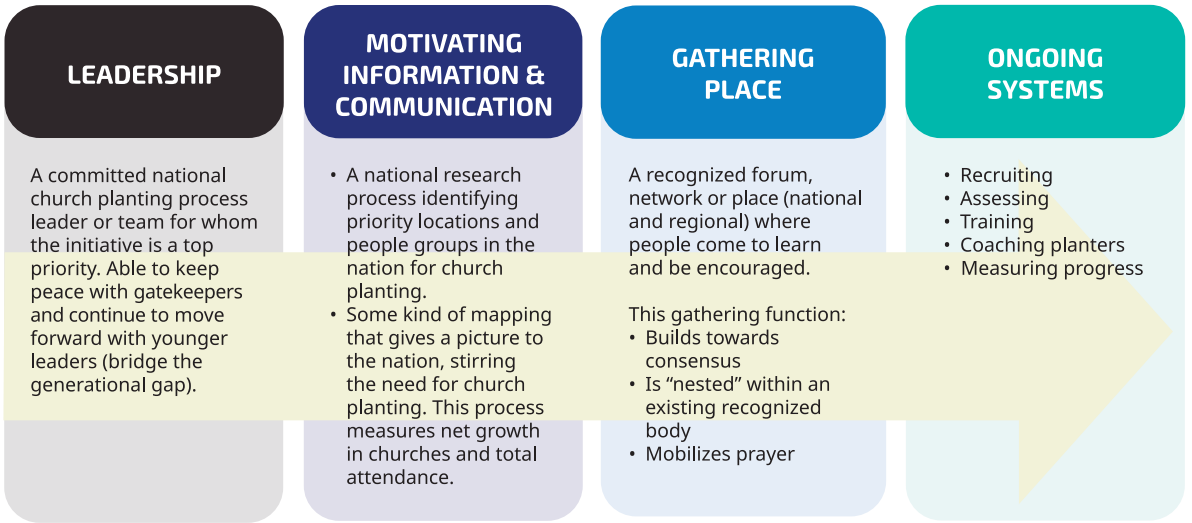 LEADERSHIP
A committed national
church planting process
leader or team for whom
the initiative is a top
priority. Able to keep
peace with gatekeepers
and continue to move
forward with younger
leaders (bridge the
generational gap).
MOTIVATING
INFORMATION &
COMMUNICATION
• A national research
process identifying
priority locations and
people groups in the
nation for church
planting.
• Some kind of mapping
that gives a picture to
the nation, stirring
the need for church
planting. This process
measures net growth
in churches and total
attendance.
GATHERING
PLACE
A recognized forum,
network or place (national
and regional) where
people come to learn
and be encouraged.
This gathering function:
• Builds towards
consensus
• Is “nested” within an
existing recognized
body
• Mobilizes prayer
ONGOING
SYSTEMS
• Recruiting
• Assessing
• Training
• Coaching planters
• Measuring progress